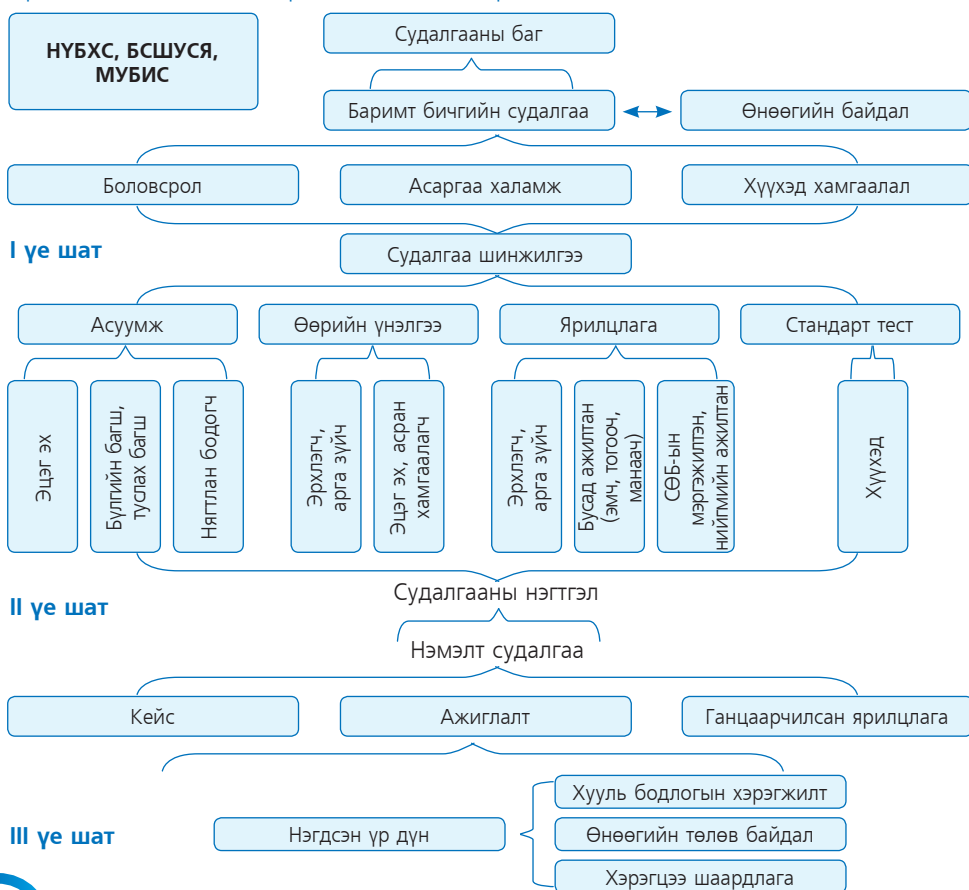 НҮБХС, БСШУСЯ,
МУБИС
Судалгааны баг
Баримт бичгийн судалгаа
Өнөөгийн байдал
Боловсрол
Асаргаа халамж
Хүүхэд хамгаалал
I үе шат
Судалгаа шинжилгээ
Асуумж
Өөрийн үнэлгээ
Ярилцлага
Стандарт тест
Эцэг эх
Бүлгийн багш,
туслах багш
Нягтлан бодогч
Эрхлэгч,
арга зүйч
Эцэг эх, асран
хамгаалагч
Эрхлэгч,
арга зүйч
Бусад ажилтан
(эмч, тогооч,
манаач)
СӨБ-ын
мэргэжилтэн,
нийгмийн ажилтан
Хүүхэд
II үе шат
Судалгааны нэгтгэл
Нэмэлт судалгаа
Кейс
Ажиглалт
Ганцаарчилсан ярилцлага
III үе шат
Нэгдсэн үр дүн
Хууль бодлогын хэрэгжилт
Өнөөгийн төлөв байдал
Хэрэгцээ шаардлага